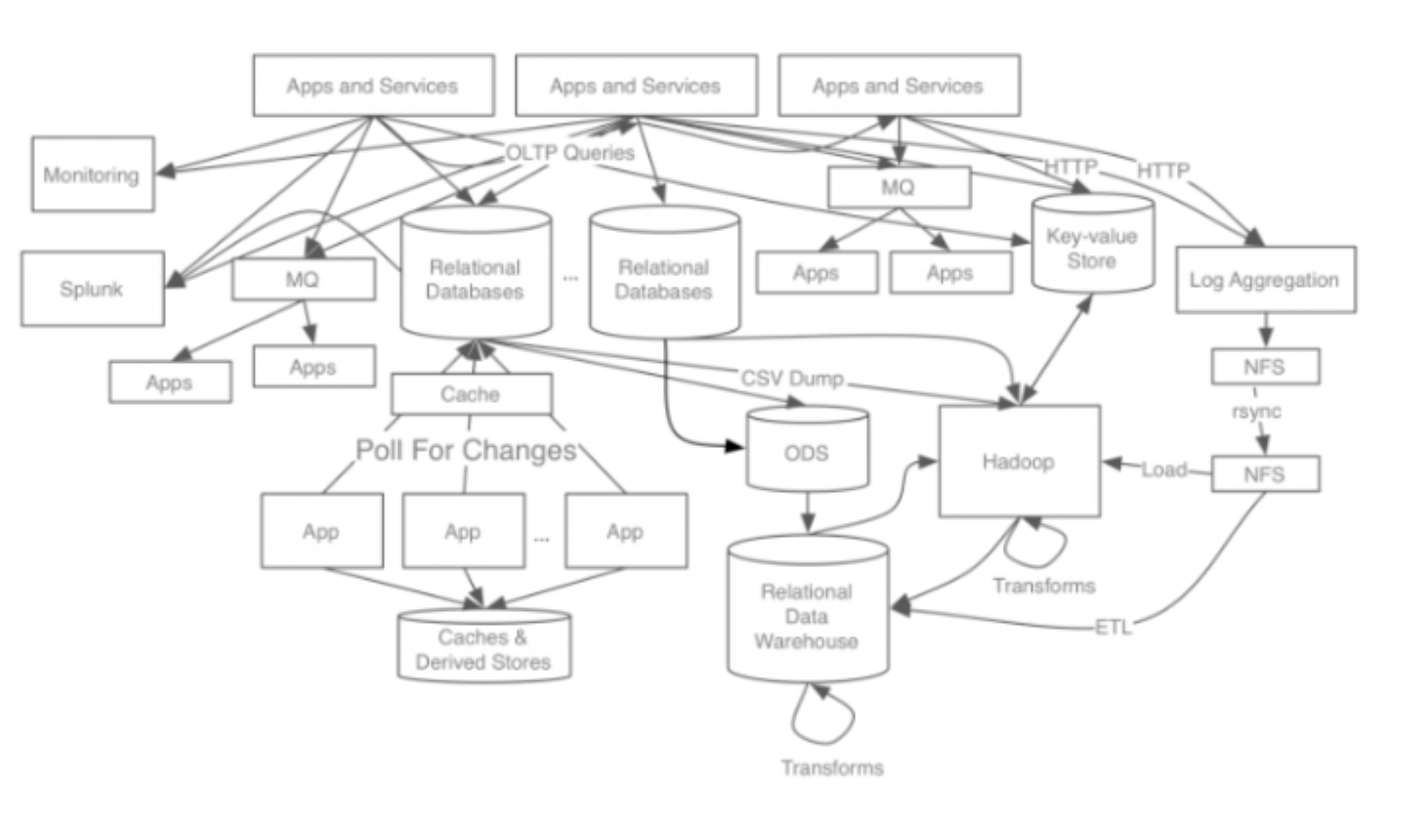 Apps and Services
Apps and Services
Apps and Services
Monitoring
OLTP Queries
HTTP
HTTP
MQ
Key-value
Store
Splunk
MQ
Relational
Databases
...
Relational
Databases
Apps
Apps
Log Aggregation
Apps
Apps
Cache
CSV Dump
NFS
rsync
Poll For Changes
ODS
Hadoop
Load
NFS
App
App
...
App
Transforms
Relational
Data
Warehouse
ETL
Caches &
Derived Stores
Transforms